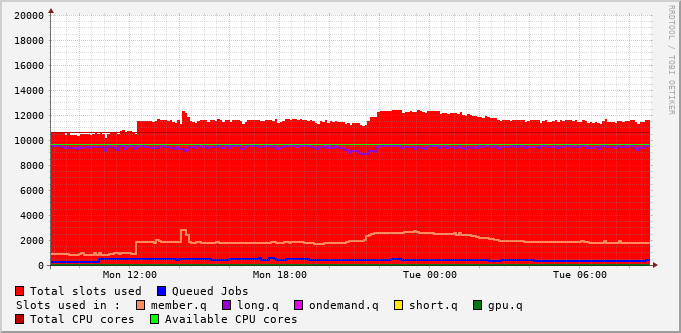 20000
18000
16000
14000
12000
10000
8000
6000
4000
2000
0
Mon 12:00 Mon 18:00 Tue 00:00 Tue 06:00
RRDTOOL / TOBI OETIKER
Total slots used Queued Jobs
Slots used in : member.q long.q ondemand.q short.q gpu.q
Total CPU cores Available CPU cores